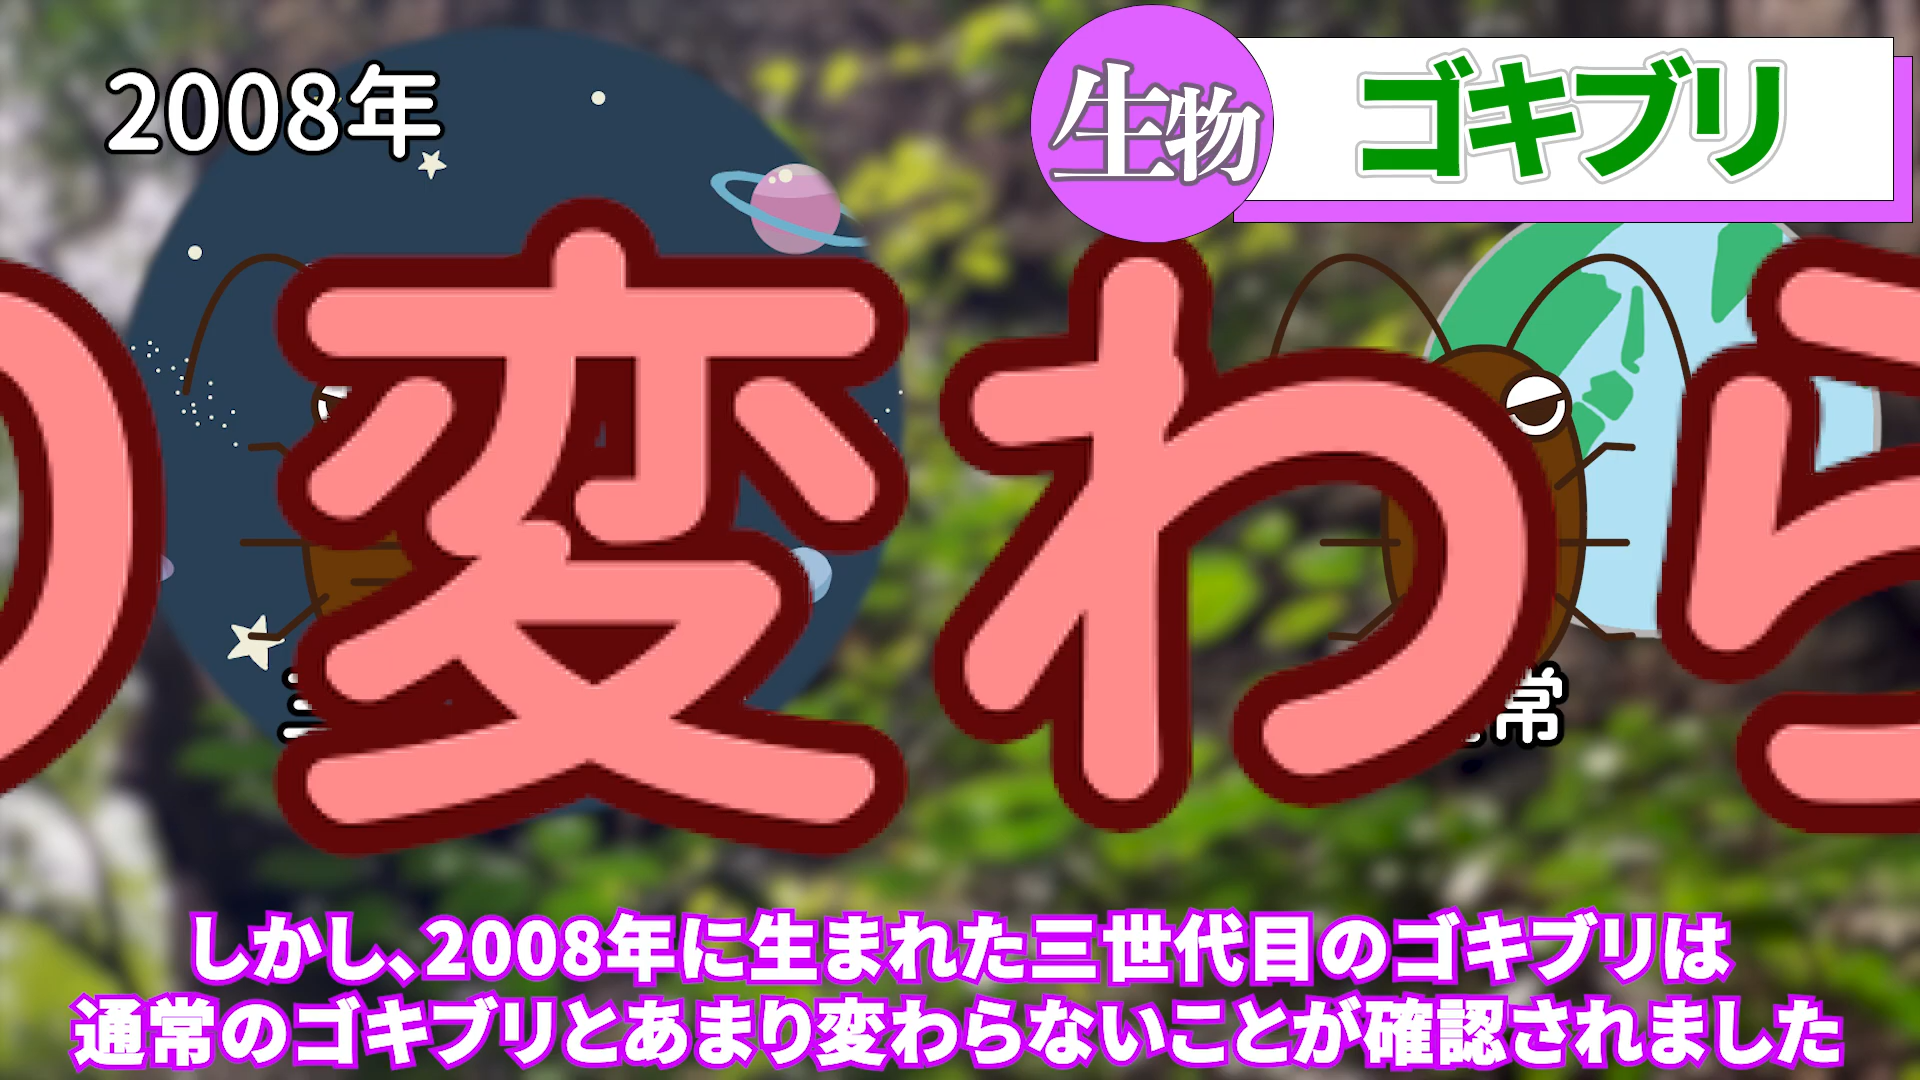 2008年
生物
ゴキブリ
り変わら
三
常
しかし、2008年に生まれた三世代目のゴキブリは
通常のゴキブリとあまり変わらないことが確認されました